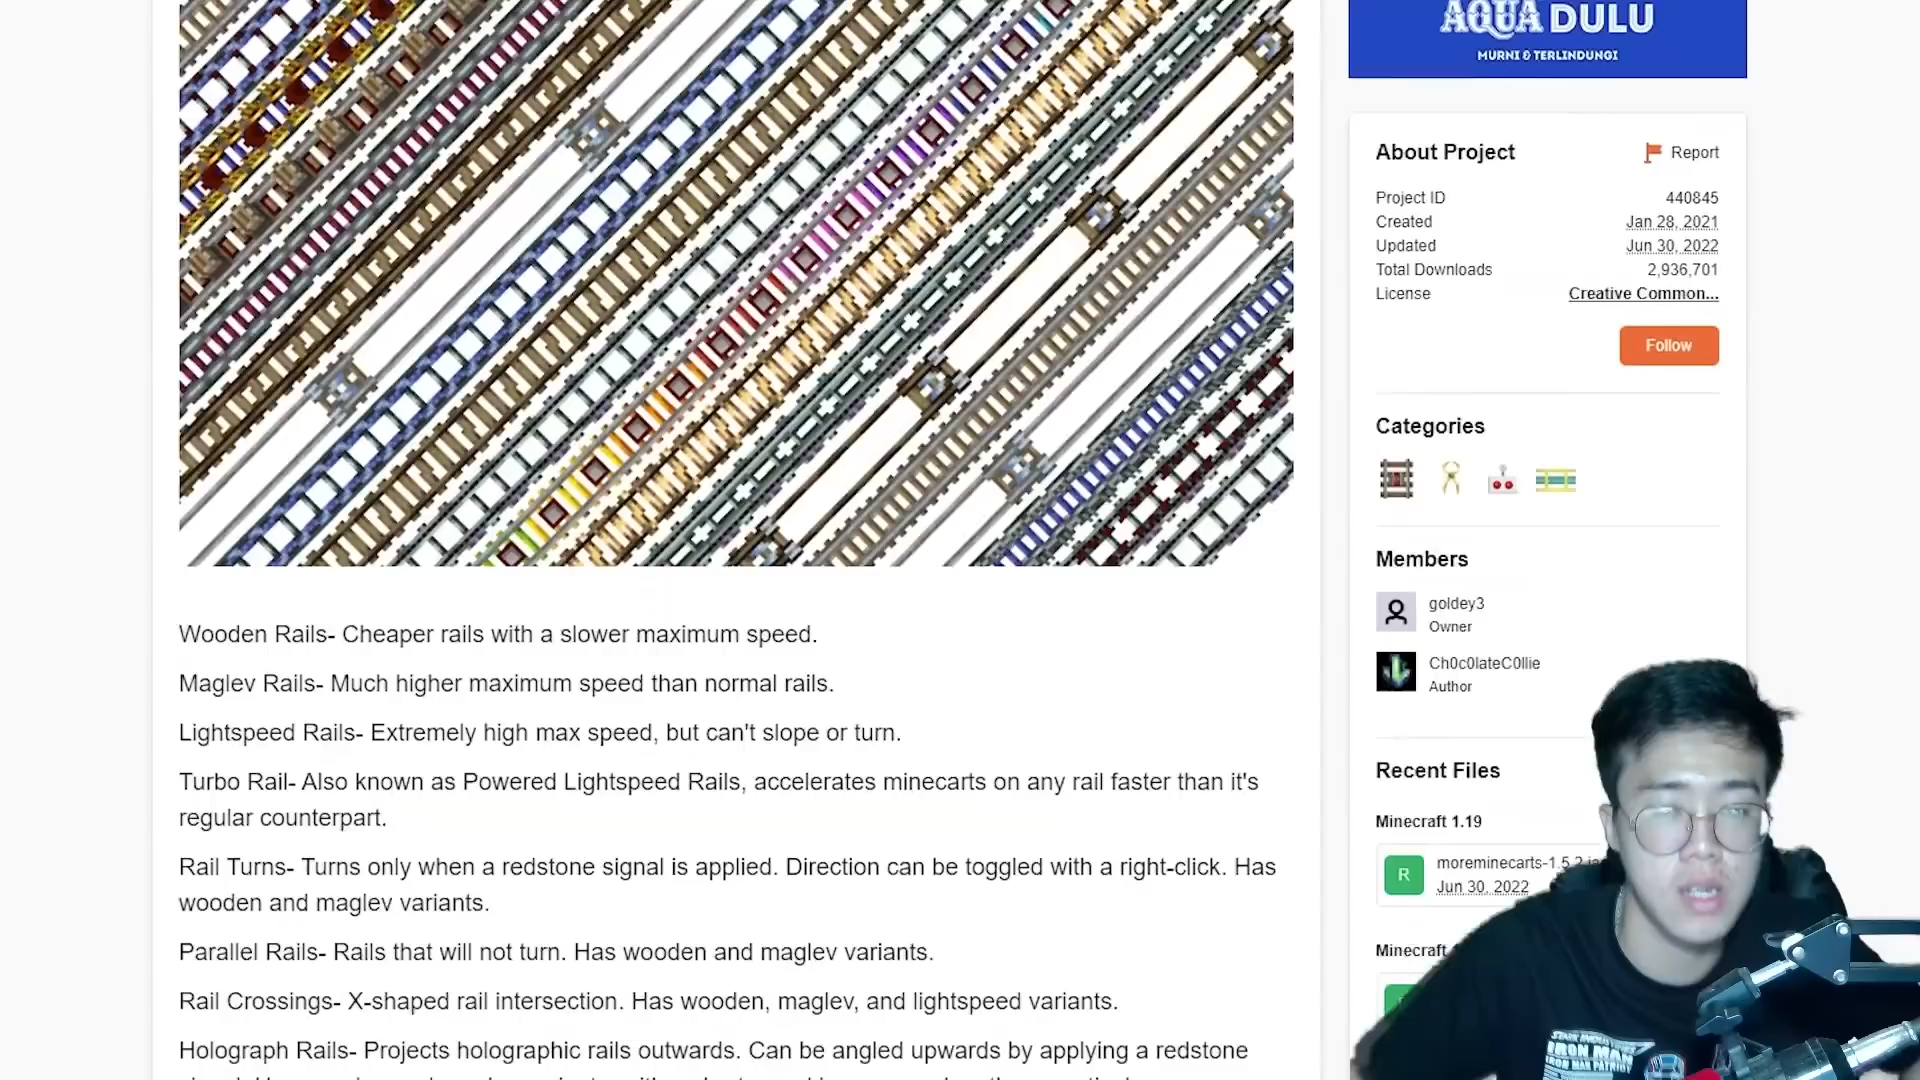 AQUA DULU
MURNI & TERLINDUNGI
About Project
Report
Project ID 440845
Created Jan 28, 2021
Updated Jun 30, 2022
Total Downloads 2,936,701
License Creative Common...
Follow
Categories
Members
goldey3
Owner
Ch0c0lateC0llie
Author
Recent Files
Minecraft 1.19
R
moreminecarts-1.5.2
Jun 30, 2022
Minecraft
Wooden Rails- Cheaper rails with a slower maximum speed.
Maglev Rails- Much higher maximum speed than normal rails.
Lightspeed Rails- Extremely high max speed, but can't slope or turn.
Turbo Rail- Also known as Powered Lightspeed Rails, accelerates minecarts on any rail faster than it's
regular counterpart.
Rail Turns- Turns only when a redstone signal is applied. Direction can be toggled with a right-click. Has
wooden and maglev variants.
Parallel Rails- Rails that will not turn. Has wooden and maglev variants.
Rail Crossings- X-shaped rail intersection. Has wooden, maglev, and lightspeed variants.
Holograph Rails- Projects holographic rails outwards. Can be angled upwards by applying a redstone
IRON MAN